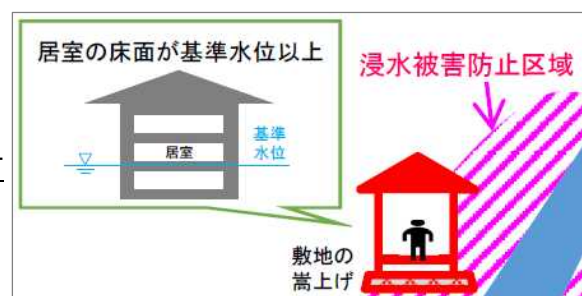 居室の床面が基準水位以上
居室
基準
水位
浸水被害防止区域
敷地の
嵩上げ